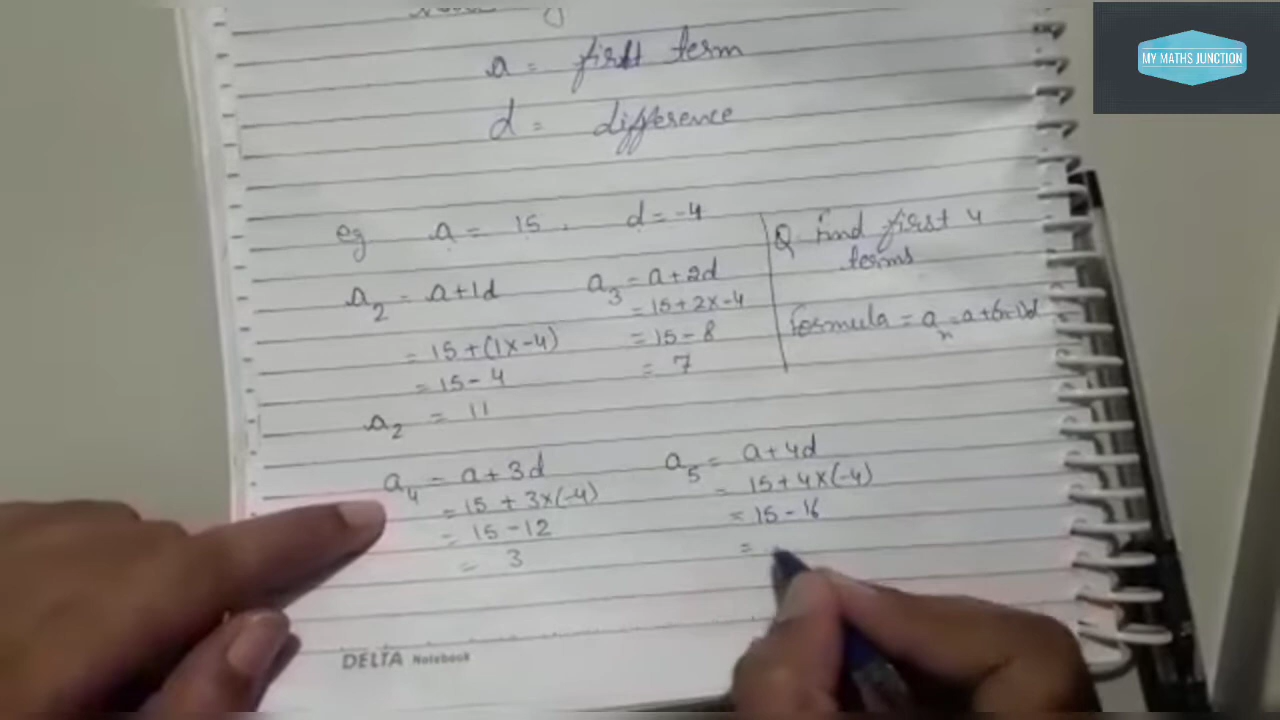 a = first term
d = difference
eg a = 15, d = -4
Q Find first 4
terms
Formula = aₙ = a+(n-1)d
a₂ = a+1d
= 15+(1x-4)
= 15-4
a₂ = 11
a₃ = a+2d
= 15+2x-4
= 15-8
= 7
a₄ = a+3d
= 15+3x(-4)
= 15-12
= 3
a₅ = a+4d
= 15+4x(-4)
= 15-16
=
DELTA Notebook
MY MATHS JUNCTION